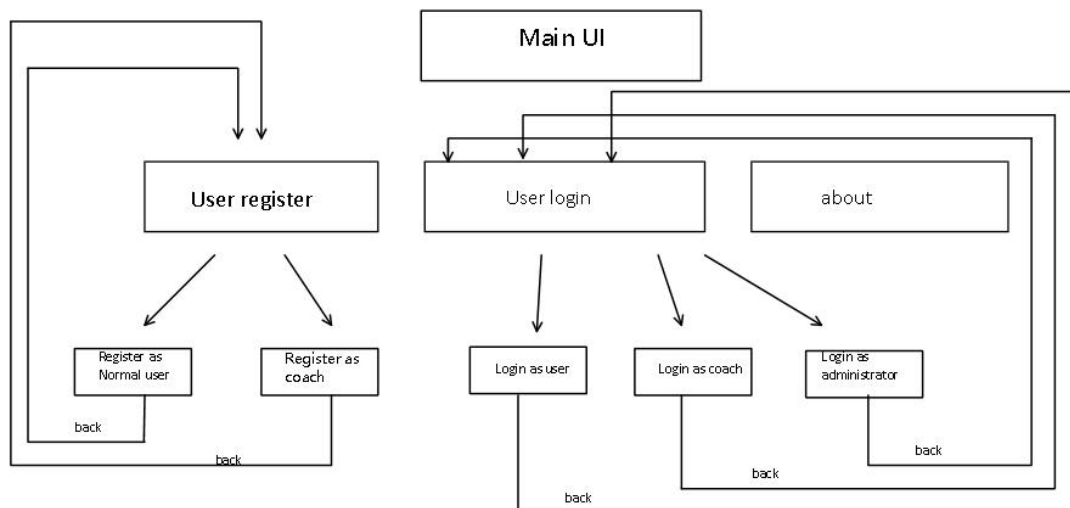 Main UI
User register
User login
about
Register as
Normal user
Register as
coach
Login as user
Login as coach
Login as
administrator
back
back
back
back
back